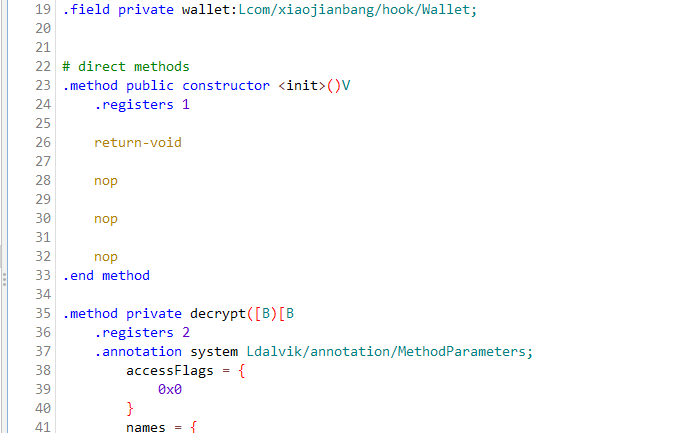 19 .field private wallet:Lcom/xiaojianbang/hook/Wallet;
20
21
22 # direct methods
23 .method public constructor <init>()V
24     .registers 1
25
26     return-void
27
28     nop
29
30     nop
31
32     nop
33 .end method
34
35 .method private decrypt([B)[B
36     .registers 2
37     .annotation system Ldalvik/annotation/MethodParameters;
38         accessFlags = {
39             0x0
40         }
41         names = {